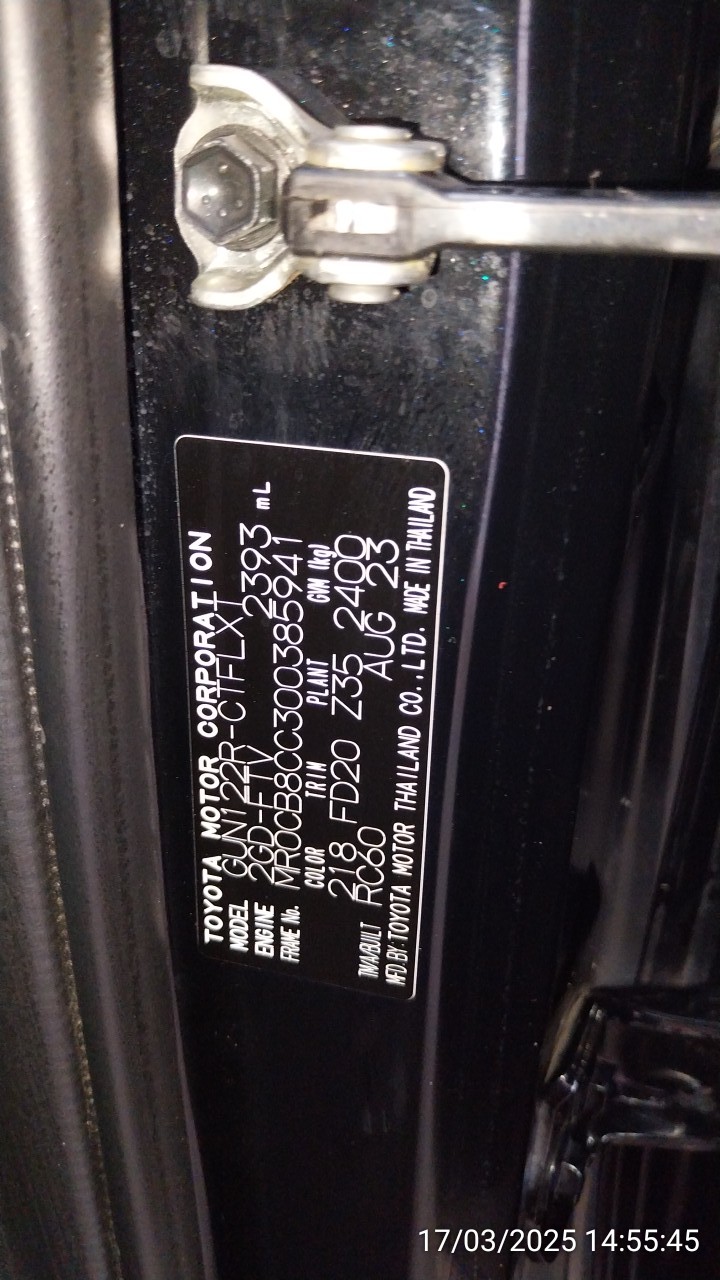 TOYOTA MOTOR CORPORATION
MODEL GUN122R-CTFLXT
ENGINE 2GD-FTV 2393 mL
FRAME No. MR0CB8CC300385941
COLOR TRIM PLANT GVM (kg)
218 FD20 Z35 2400
TMA/BUILT RC60 AUG '23
MFD.BY:TOYOTA MOTOR THAILAND CO.,LTD. MADE IN THAILAND
17/03/2025 14:55:45